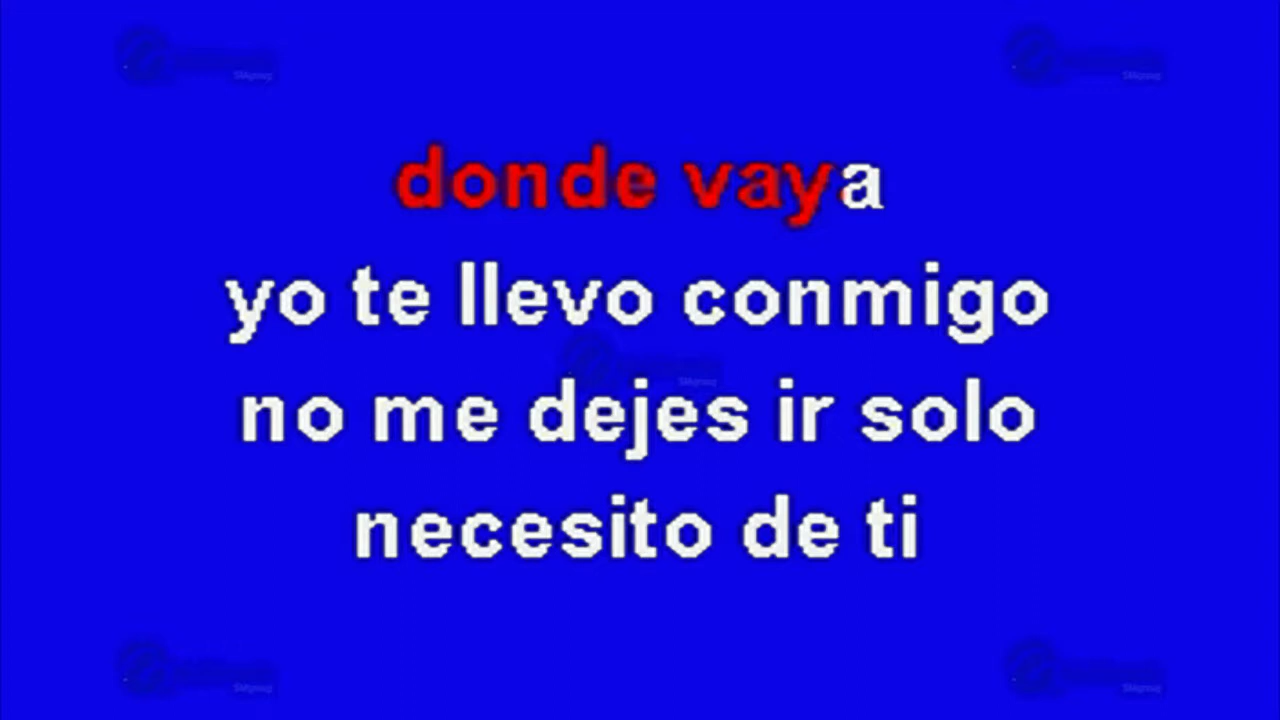 donde vaya
yo te llevo conmigo
no me dejes ir solo
necesito de ti